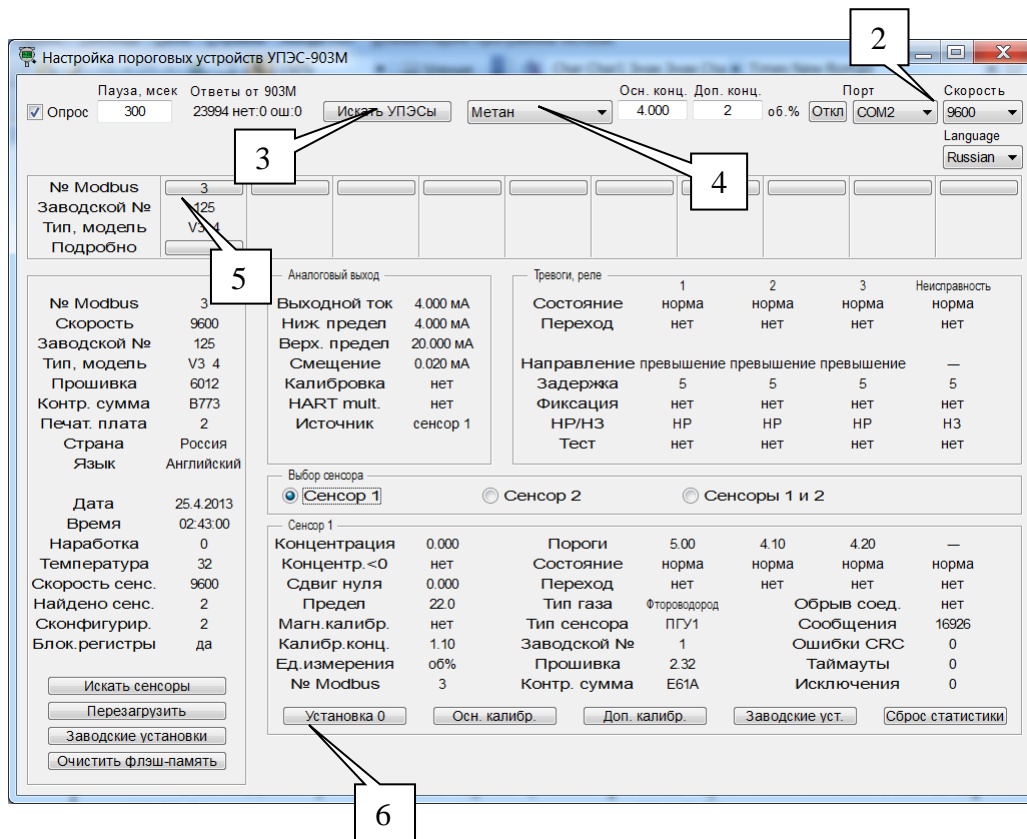 2
Настройка пороговых устройств УПЭС-903М
Пауза, мсек Ответы от 903М Осн. конц. Доп. конц. Порт Скорость
Опрос 300 23994 нет:0 ош:0 Искать УПЭСы Метан 4.000 2 об.% Откл COM2 9600
Language
3 4 Russian
№ Modbus 3
Заводской № 125
Тип, модель V3 4
Подробно
5
№ Modbus 3
Скорость 9600
Заводской № 125
Тип, модель V3 4
Прошивка 6012
Контр. сумма B773
Печат. плата 2
Страна Россия
Язык Английский
Дата 25.4.2013
Время 02:43:00
Наработка 0
Температура 32
Скорость сенс. 9600
Найдено сенс. 2
Сконфигурир. 2
Блок.регистры да
Искать сенсоры
Перезагрузить
Заводские установки
Очистить флэш-память
Аналоговый выход
Выходной ток 4.000 мА
Ниж предел 4.000 мА
Верх. предел 20.000 мА
Смещение 0.020 мА
Калибровка нет
HART mult. нет
Источник сенсор 1
Тревоги, реле
1 2 3 Неисправность
Состояние норма норма норма норма
Переход нет нет нет нет
Направление превышение превышение превышение —
Задержка 5 5 5 5
Фиксация нет нет нет нет
НР/НЗ НР НР НР НЗ
Тест нет нет нет нет
Выбор сенсора
Сенсор 1 Сенсор 2 Сенсоры 1 и 2
Сенсор 1
Концентрация 0.000 Пороги 5.00 4.10 4.20 —
Концентр.<0 нет Состояние норма норма норма норма
Сдвиг нуля 0.000 Переход нет нет нет нет
Предел 22.0 Тип газа Фтороводород Обрыв соед. нет
Магн.калибр. нет Тип сенсора ПГУ1 Сообщения 16926
Калибр.конц. 1.10 Заводской № 1 Ошибки CRC 0
Ед.измерения об% Прошивка 2.32 Таймауты 0
№ Modbus 3 Контр. сумма E61A Исключения 0
Установка 0 Осн. калибр. Доп. калибр. Заводские уст. Сброс статистики
6